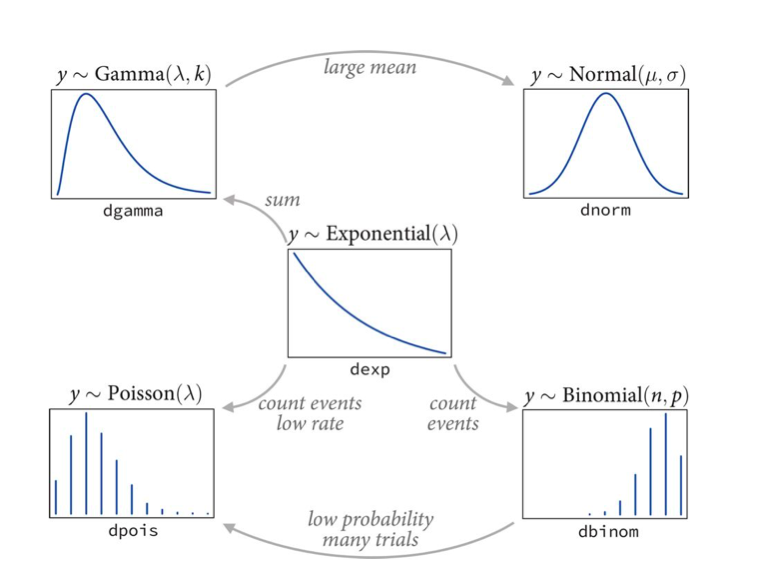 y ~ Gamma(λ, k)
large mean
y ~ Normal(μ, σ)
dgamma
dnorm
sum
y ~ Exponential(λ)
dexp
y ~ Poisson(λ)
count events
low rate
count
events
y ~ Binomial(n, p)
dpois
low probability
many trials
dbinom